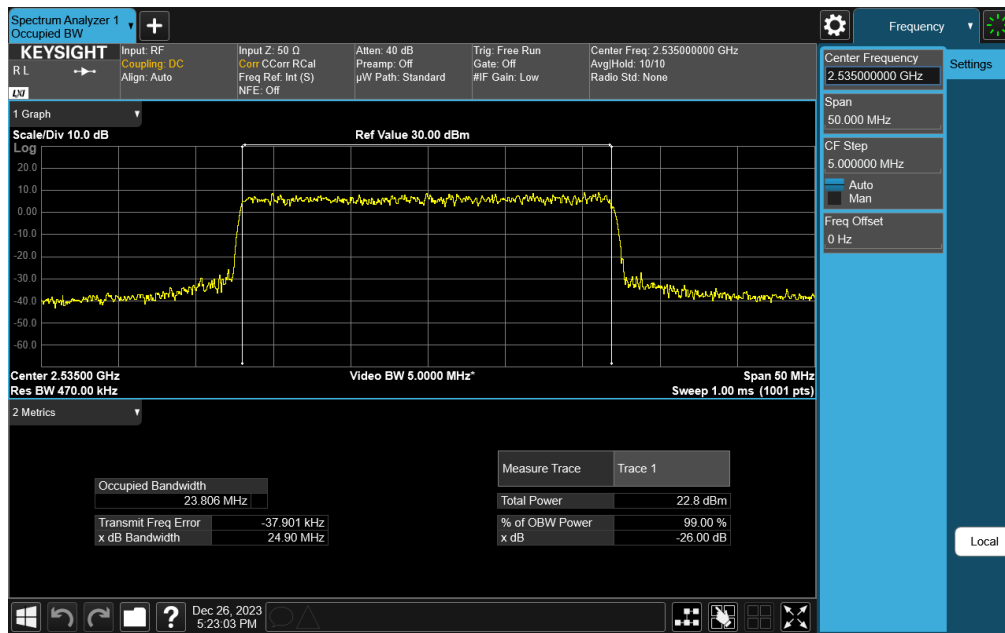 Spectrum Analyzer 1
Occupied BW
Frequency
KEYSIGHT
R L
LXI
Input: RF
Coupling: DC
Align: Auto
Input Z: 50 Ω
Corr CCorr RCal
Freq Ref: Int (S)
NFE: Off
Atten: 40 dB
Preamp: Off
µW Path: Standard
Trig: Free Run
Gate: Off
#IF Gain: Low
Center Freq: 2.535000000 GHz
Avg|Hold: 10/10
Radio Std: None
Center Frequency
2.535000000 GHz
Settings
Span
50.000 MHz
CF Step
5.000000 MHz
Auto
Man
Freq Offset
0 Hz
Local
1 Graph
Scale/Div 10.0 dB
Ref Value 30.00 dBm
Log
20.0
10.0
0.00
-10.0
-20.0
-30.0
-40.0
-50.0
-60.0
Center 2.53500 GHz
Video BW 5.0000 MHz*
Span 50 MHz
Res BW 470.00 kHz
Sweep 1.00 ms (1001 pts)
2 Metrics
Measure Trace Trace 1
Occupied Bandwidth
23.806 MHz
Total Power 22.8 dBm
Transmit Freq Error -37.901 kHz
% of OBW Power 99.00 %
x dB Bandwidth 24.90 MHz
x dB -26.00 dB
?
Dec 26, 2023
5:23:03 PM